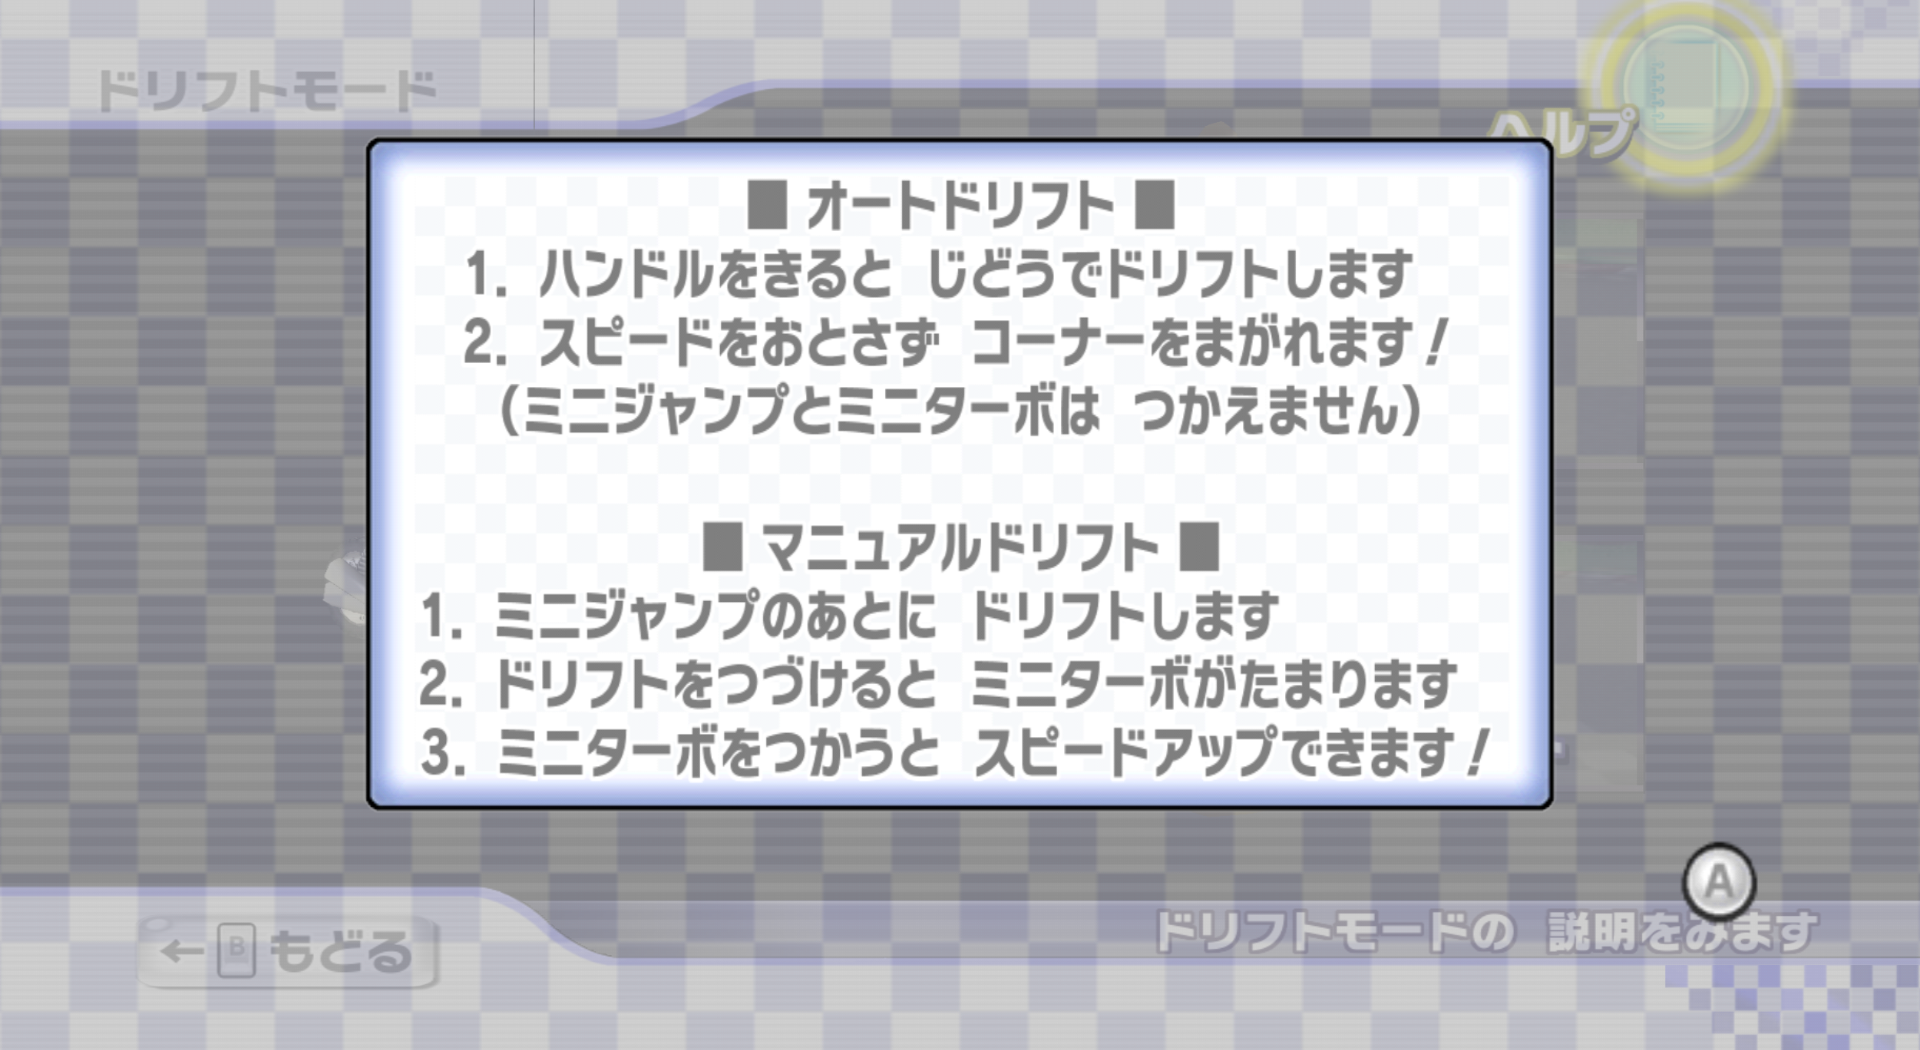 ドリフトモード
ヘルプ
■ オートドリフト ■
1. ハンドルをきると じどうでドリフトします
2. スピードをおとさず コーナーをまがれます！
(ミニジャンプとミニターボは つかえません)
■ マニュアルドリフト ■
1. ミニジャンプのあとに ドリフトします
2. ドリフトをつづけると ミニターボがたまります
3. ミニターボをつかうと スピードアップできます！
A
←Bもどる
ドリフトモードの 説明をみます